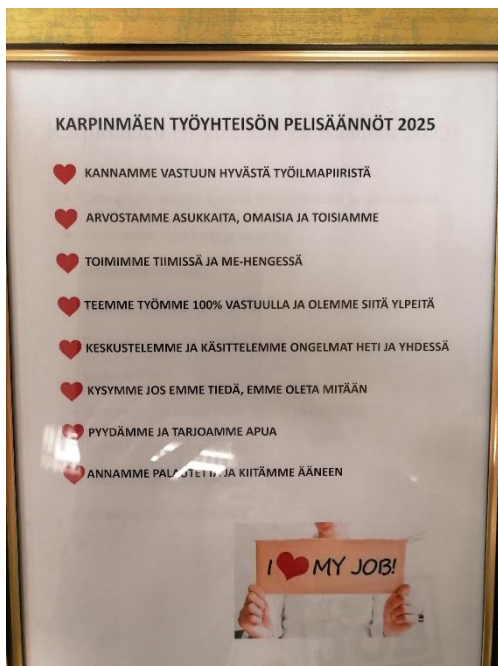 KARPINMÄEN TYÖYHTEISÖN PELISÄÄNNÖT 2025
KANNAMME VASTUUN HYVÄSTÄ TYÖILMAPIIRISTÄ
ARVOSTAMME ASUKKAITA, OMAISIA JA TOISIAMME
TOIMIMME TIIMISSÄ JA ME-HENGESSÄ
TEEMME TYÖMME 100% VASTUULLA JA OLEMME SIITÄ YLPEITÄ
KESKUSTELEMME JA KÄSITTELEMME ONGELMAT HETI JA YHDESSÄ
KYSYMME JOS EMME TIEDÄ, EMME OLETA MITÄÄN
PYYDÄMME JA TARJOAMME APUA
ANNAMME PALAUTETTA JA KIITÄMME ÄÄNEEN
I ❤ MY JOB!